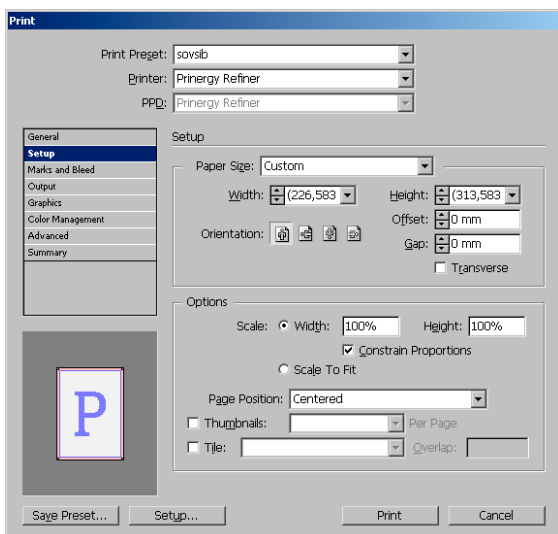 Print
Print Preset: sovsib
Printer: Prinergy Refiner
PPD: Prinergy Refiner
General
Setup
Marks and Bleed
Output
Graphics
Color Management
Advanced
Summary
Setup
Paper Size: Custom
Width: (226,583 Height: (313,583
Orientation: Offset: 0 mm
Gap: 0 mm
Transverse
Options
Scale: Width: 100% Height: 100%
Constrain Proportions
Scale To Fit
Page Position: Centered
Thumbnails: Per Page
Tile: Overlap:
P
Save Preset... Setup... Print Cancel